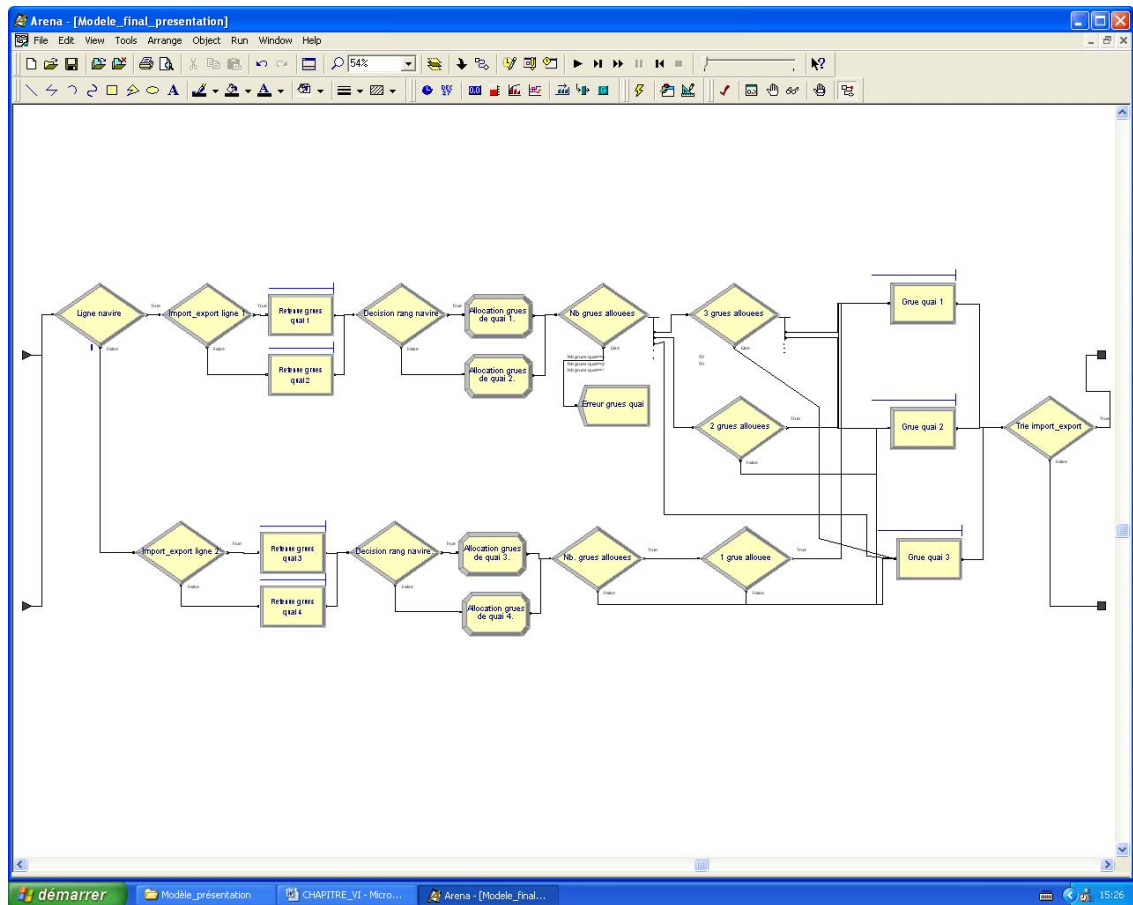 Arena - [Modele_final_presentation]
File Edit View Tools Arrange Object Run Window Help
54%
Ligne navire
True
False
Import_export ligne 1
True
False
Retenue grues
quai 1
Retenue grues
quai 2
Decision rang navire
True
False
Allocation grues
de quai 1.
Allocation grues
de quai 2.
Nb grues allouees
Else
Erreur grues quai
3 grues allouees
Else
2 grues allouees
True
False
Grue quai 1
Grue quai 2
Grue quai 3
Trie import_export
True
False
Import_export ligne 2
True
False
Retenue grues
quai 3
Retenue grues
quai 4
Decision rang navire
True
False
Allocation grues
de quai 3.
Allocation grues
de quai 4.
Nb. grues allouees
True
False
1 grue allouee
True
False
démarrer
Modèle_présentation
CHAPITRE_VI - Micro...
Arena - [Modele_final...
15:26